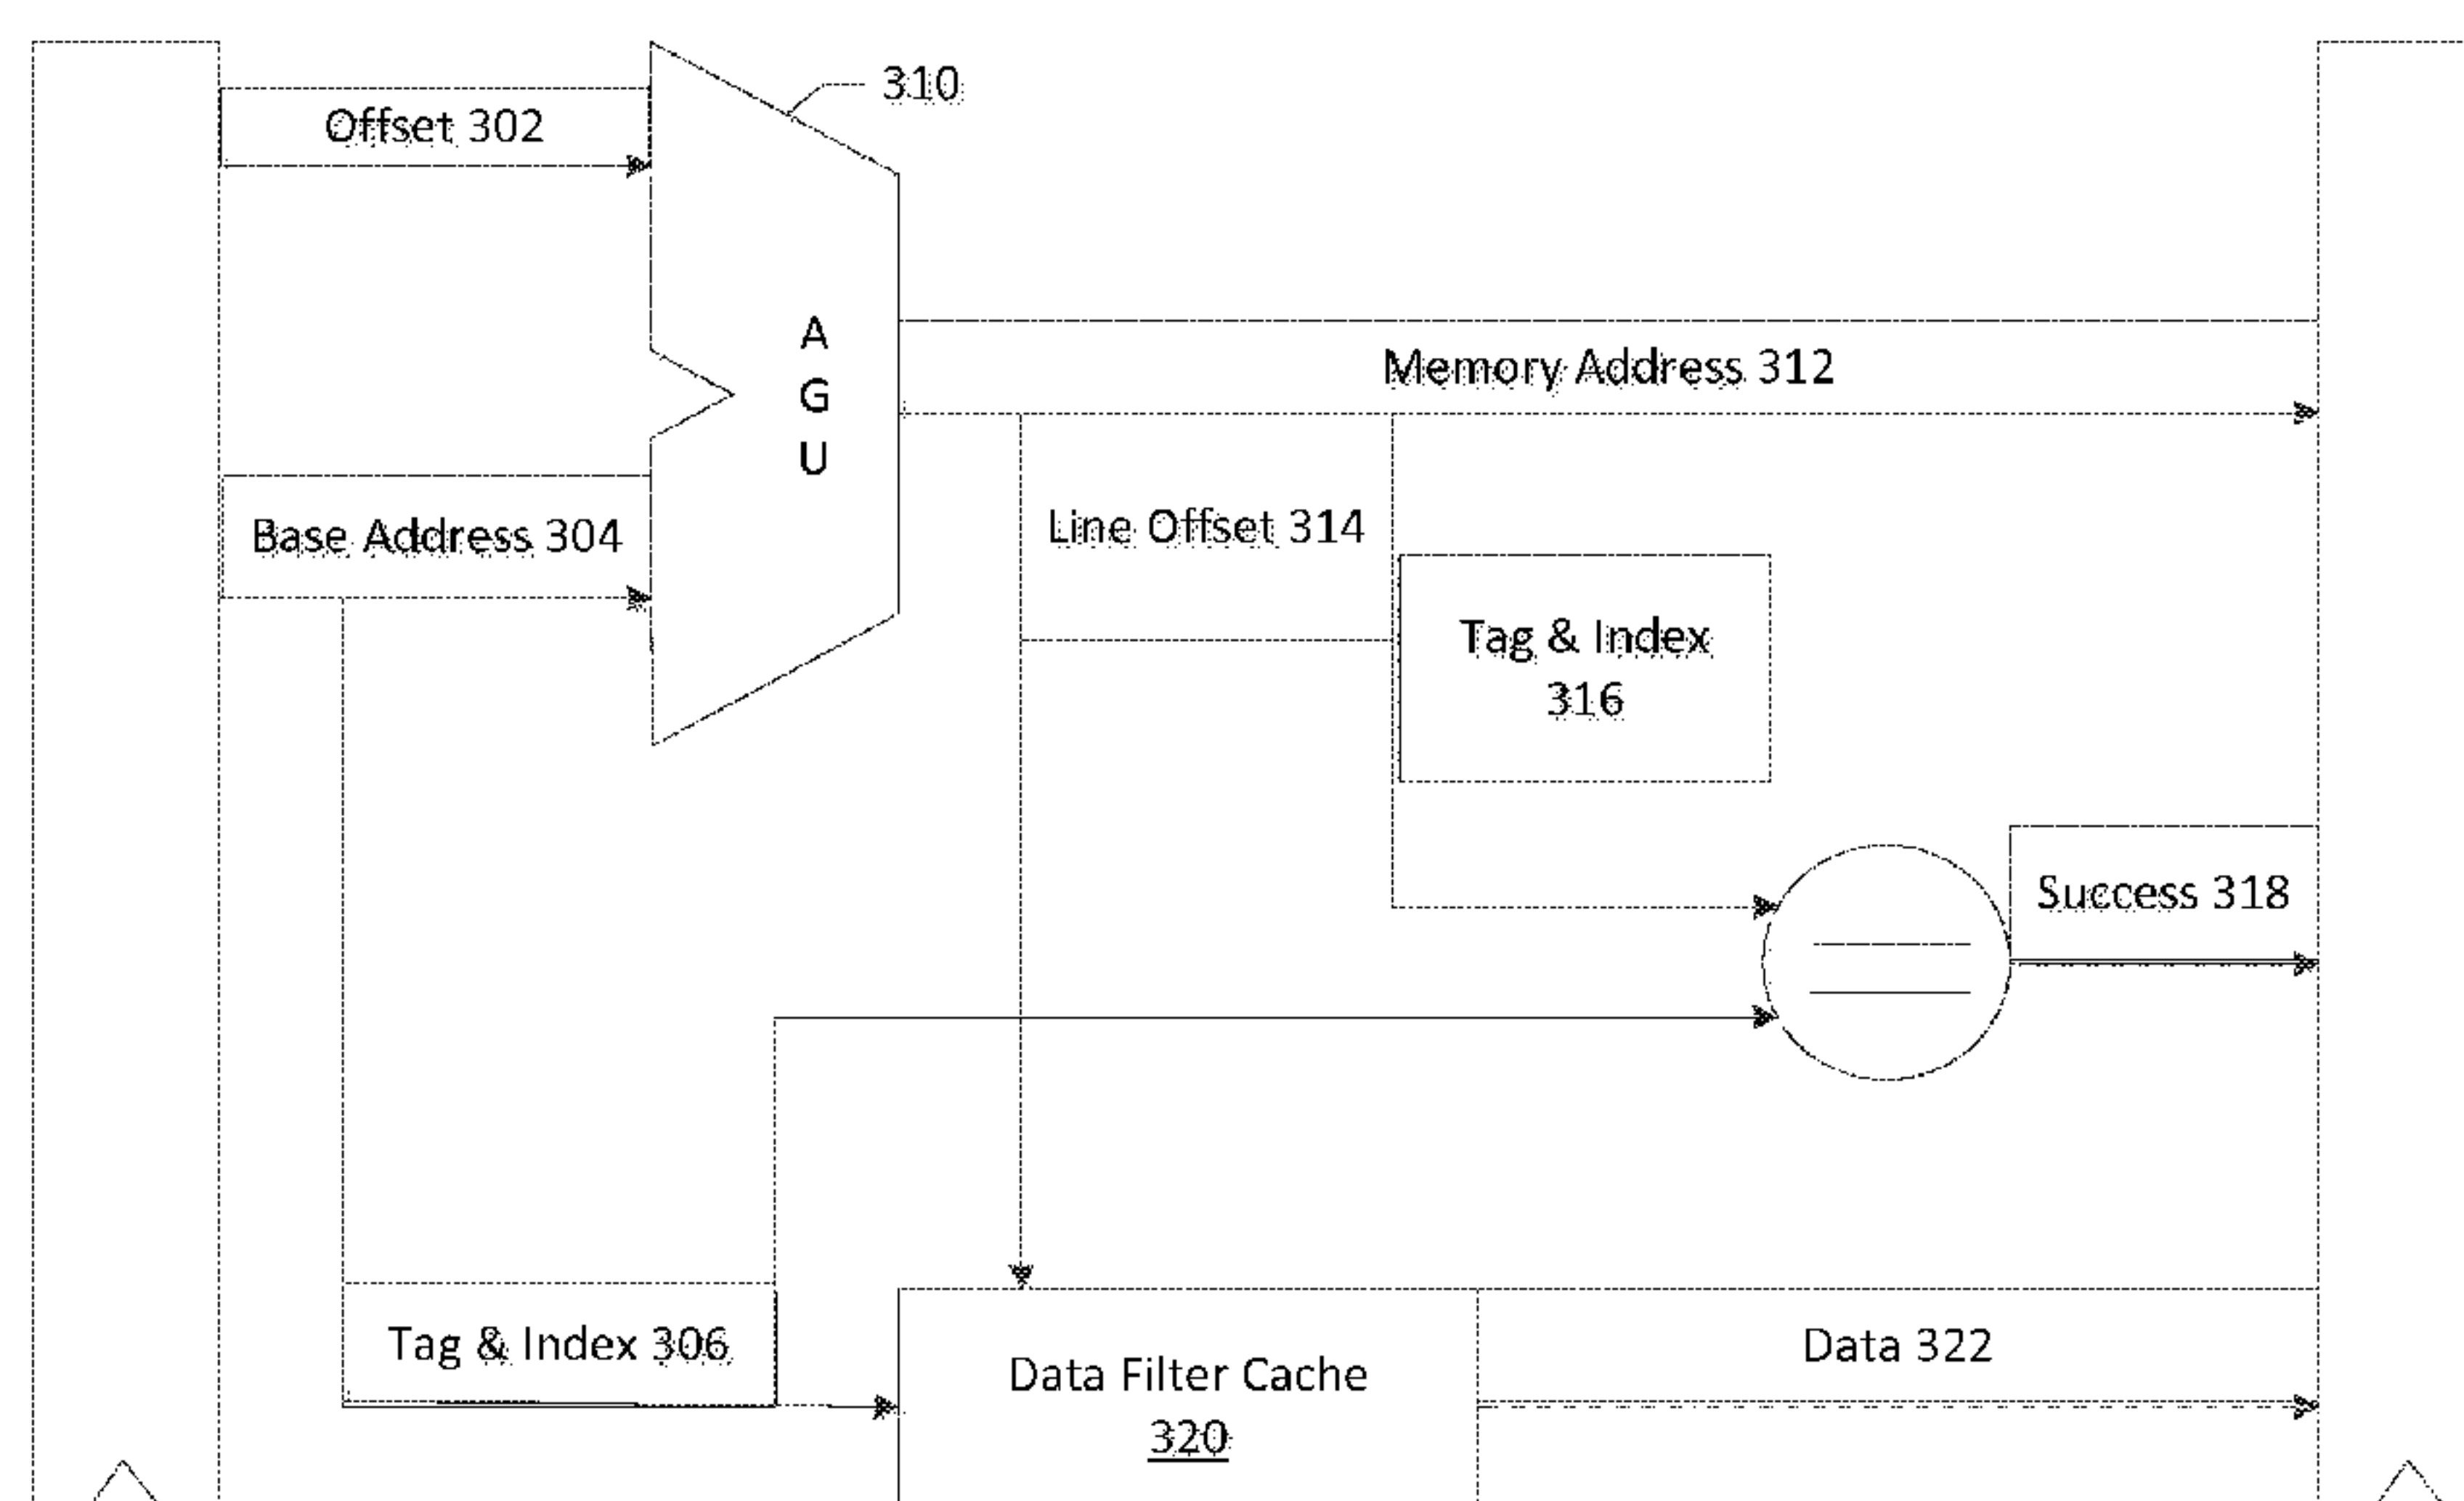 310
Offset 302
A
G
U
Memory Address 312
Base Address 304
Line Offset 314
Tag & Index
316
Success 318
Tag & Index 306
Data Filter Cache
320
Data 322